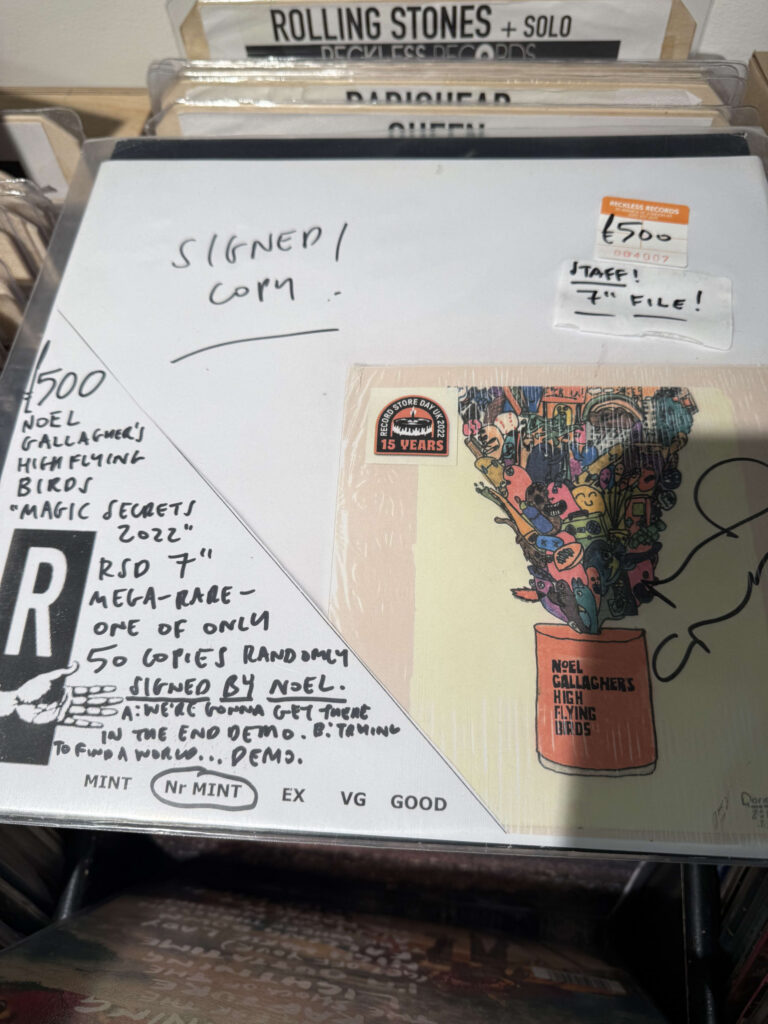 ROLLING STONES + SOLO
RECKLESS RECORDS
RADIOHEAD
QUEEN
SIGNED/
COPY.
RECKLESS RECORDS
£500
004007
STAFF!
7" FILE!
£500
NOEL
GALLAGHER'S
HIGH FLYING
BIRDS
"MAGIC SECRETS
2022"
RSD 7"
MEGA-RARE-
ONE OF ONLY
50 COPIES RANDOMLY
SIGNED BY NOEL.
A: WE'RE GONNA GET THERE
IN THE END DEMO. B: TRYING
TO FIND A WORLD... DEMO.
R
MINT Nr MINT EX VG GOOD
RECORD STORE DAY UK 2022
15 YEARS
NOEL
GALLAGHERS
HIGH
FLYING
BIRDS